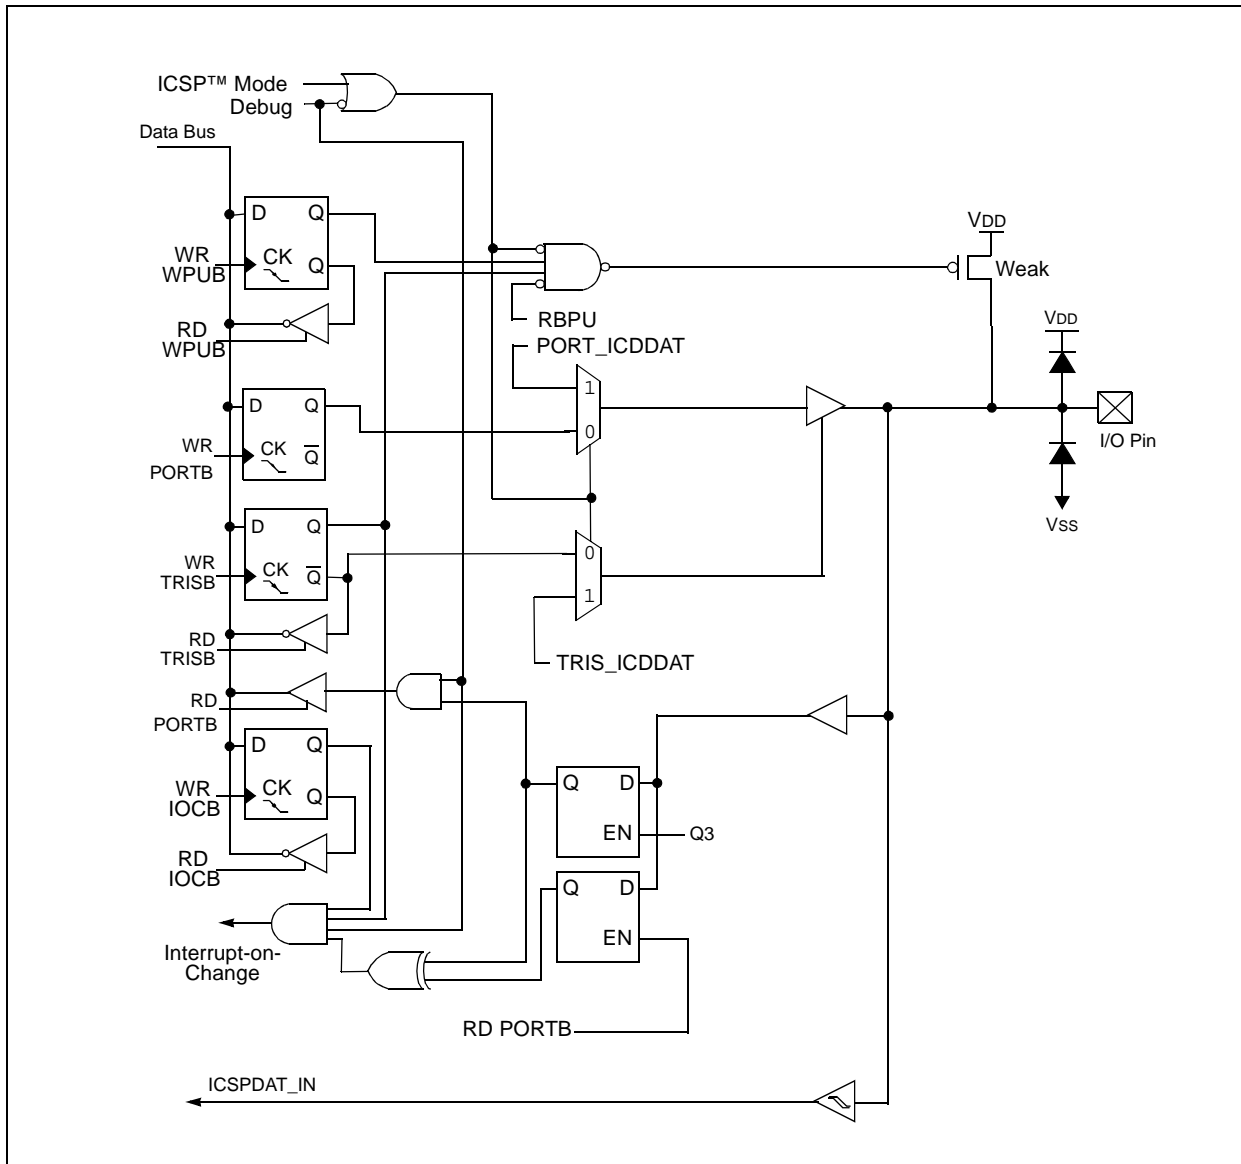 ICSP™ Mode
Debug
Data Bus
D Q
WR
WPUB
CK
Q
RD
WPUB
VDD
Weak
RBPU
PORT_ICDDAT
1
0
VDD
I/O Pin
VSS
D Q
WR
PORTB
CK
Q̅
D Q
WR
TRISB
CK
Q̅
0
1
RD
TRISB
TRIS_ICDDAT
RD
PORTB
D Q
WR
IOCB
CK
Q
RD
IOCB
Q D
EN
Q3
Q D
EN
Interrupt-on-
Change
RD PORTB
ICSPDAT_IN